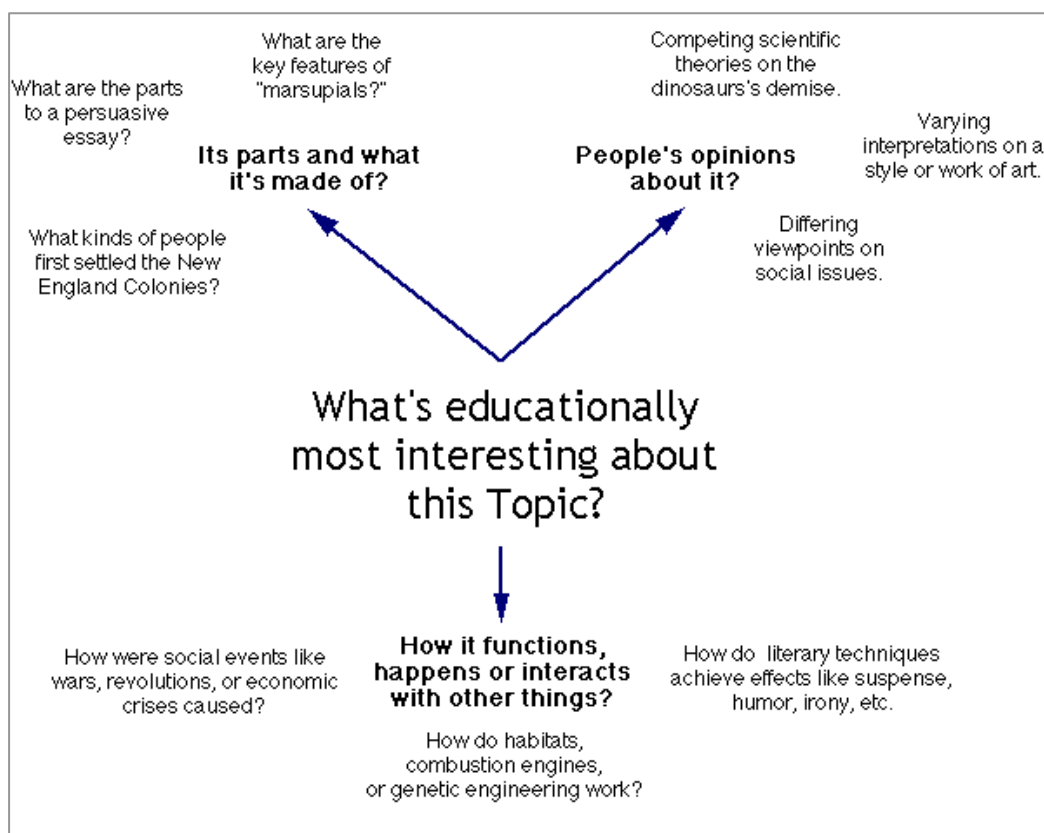 What are the
key features of
"marsupials?"
What are the parts
to a persuasive
essay?
Its parts and what
it's made of?
What kinds of people
first settled the New
England Colonies?
Competing scientific
theories on the
dinosaurs's demise.
Varying
interpretations on a
style or work of art.
People's opinions
about it?
Differing
viewpoints on
social issues.
What's educationally
most interesting about
this Topic?
How were social events like
wars, revolutions, or economic
crises caused?
How it functions,
happens or interacts
with other things?
How do literary techniques
achieve effects like suspense,
humor, irony, etc.
How do habitats,
combustion engines,
or genetic engineering work?